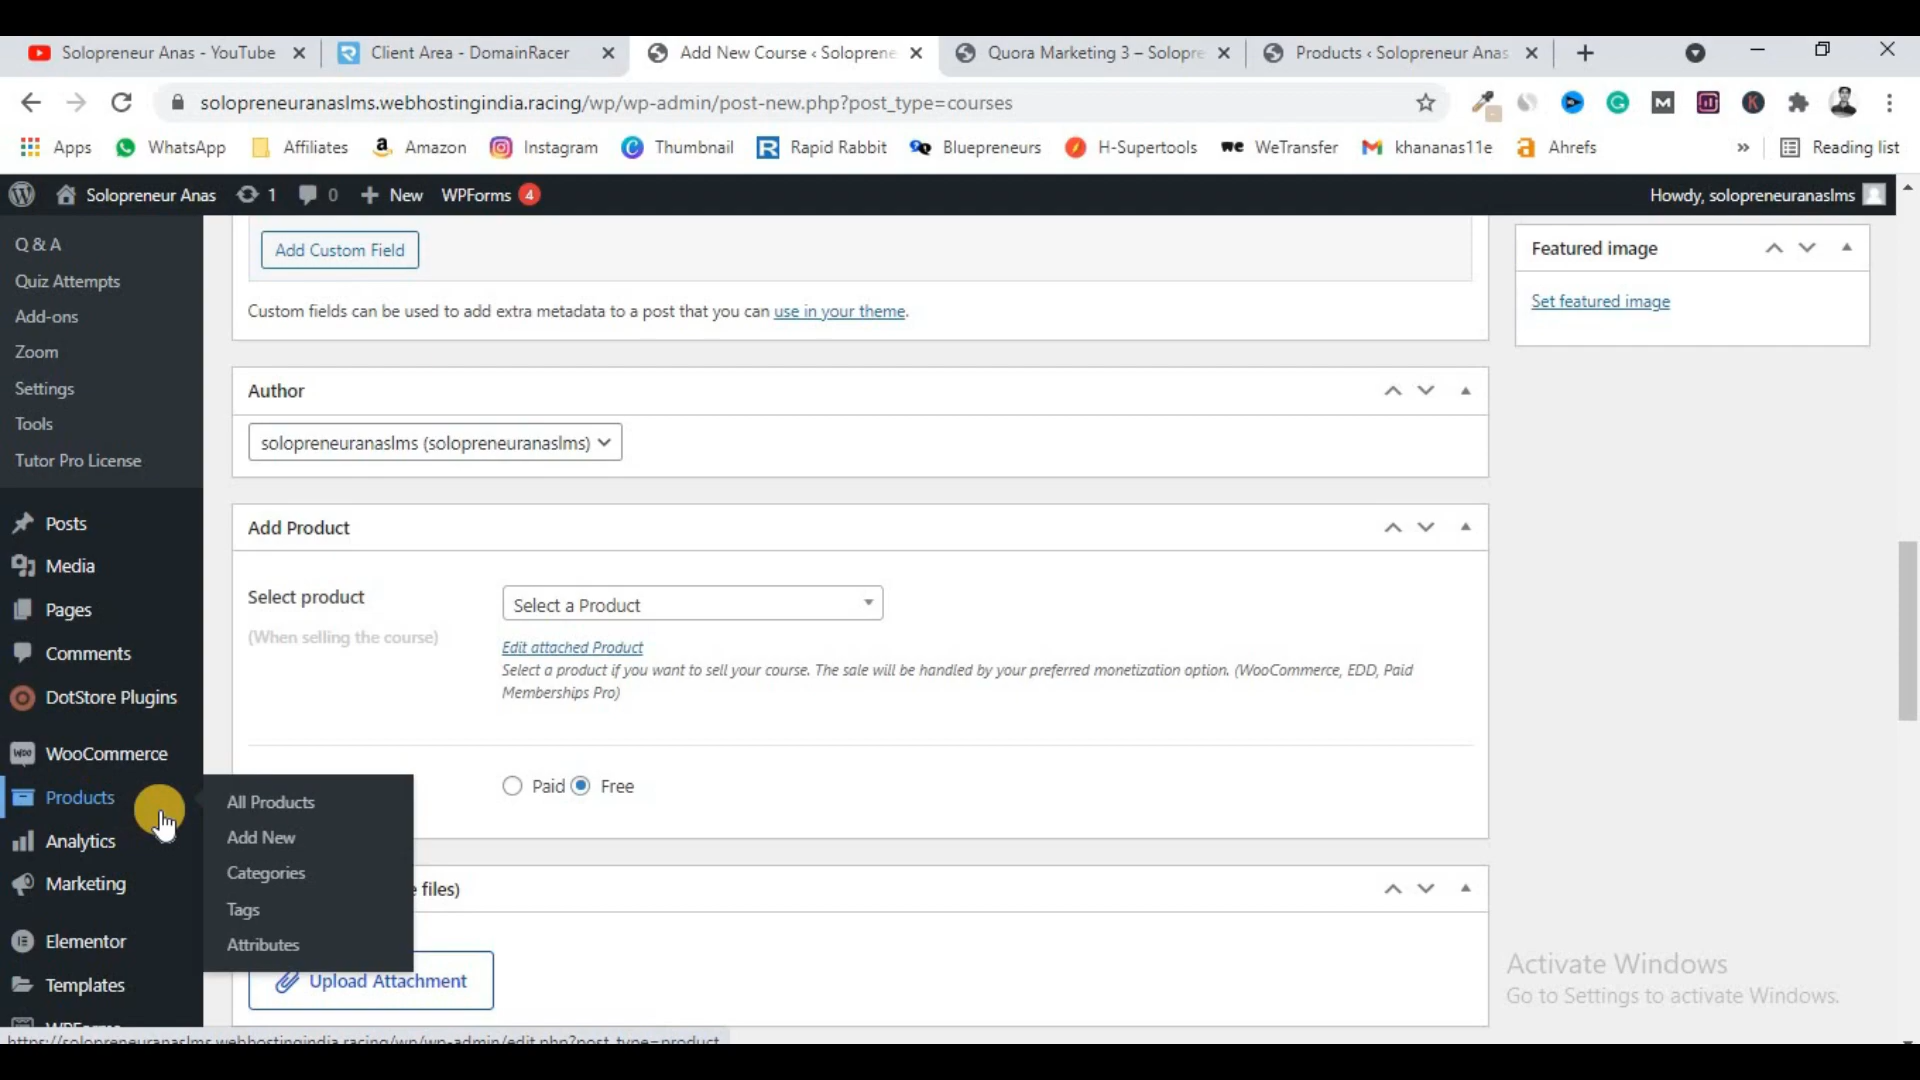 Solopreneur Anas - YouTube
Client Area - DomainRacer
Add New Course ‹ Soloprene
Quora Marketing 3 – Solopre
Products ‹ Solopreneur Anas
solopreneuranaslms.webhostingindia.racing/wp/wp-admin/post-new.php?post_type=courses
Apps
WhatsApp
Affiliates
Amazon
Instagram
Thumbnail
Rapid Rabbit
Bluepreneurs
H-Supertools
WeTransfer
khananas11e
Ahrefs
»
Reading list
Solopreneur Anas
1
0
New
WPForms 4
Howdy, solopreneuranaslms
Q & A
Quiz Attempts
Add-ons
Zoom
Settings
Tools
Tutor Pro License
Posts
Media
Pages
Comments
DotStore Plugins
WooCommerce
Products
Analytics
Marketing
Elementor
Templates
All Products
Add New
Categories
Tags
Attributes
Add Custom Field
Custom fields can be used to add extra metadata to a post that you can use in your theme.
Author
solopreneuranaslms (solopreneuranaslms)
Add Product
Select product
(When selling the course)
Select a Product
Edit attached Product
Select a product if you want to sell your course. The sale will be handled by your preferred monetization option. (WooCommerce, EDD, Paid
Memberships Pro)
Paid
Free
files)
Upload Attachment
Featured image
Set featured image
Activate Windows
Go to Settings to activate Windows.
https://solopreneuranaslms.webhostingindia.racing/wp/wp-admin/edit.php?post_type=product